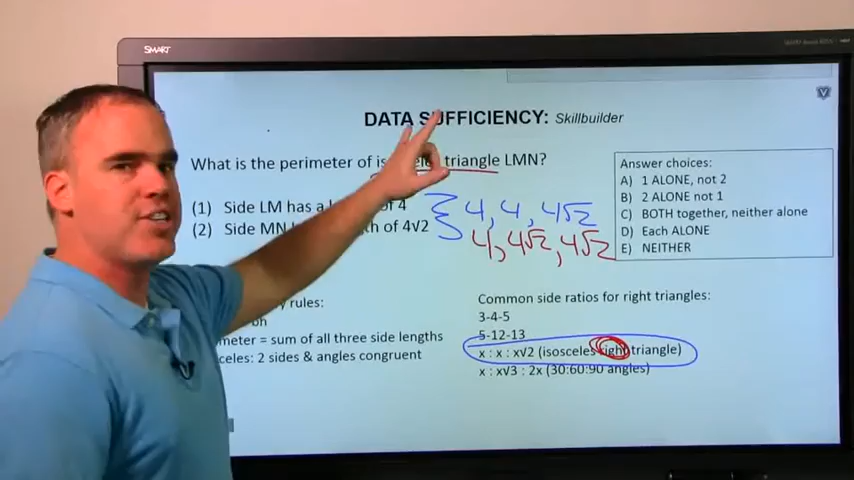 SMART
DATA SUFFICIENCY: Skillbuilder
What is the perimeter of triangle LMN?
(1) Side LM has a of 4
(2) Side MN of 4√2
4, 4, 4√2
4, 4√2, 4√2
Answer choices:
A) 1 ALONE, not 2
B) 2 ALONE not 1
C) BOTH together, neither alone
D) Each ALONE
E) NEITHER
rules:
= sum of all three side lengths
2 sides & angles congruent
Common side ratios for right triangles:
3-4-5
5-12-13
x : x : x√2 (isosceles right triangle)
x : x√3 : 2x (30:60:90 angles)